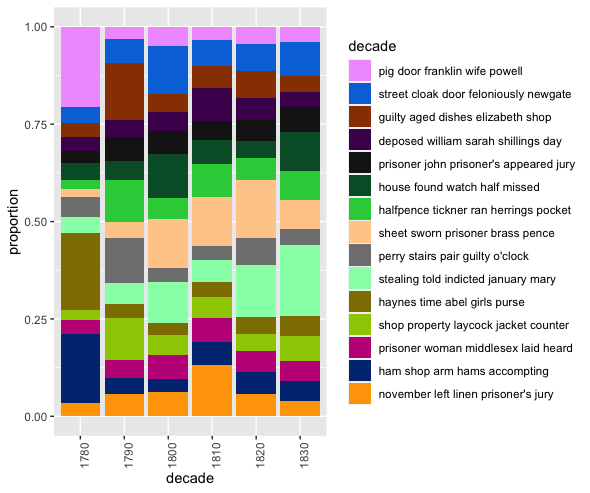 1.00
0.75
0.50
0.25
0.00
proportion
1780
1790
1800
1810
1820
1830
decade
decade
pig door franklin wife powell
street cloak door feloniously newgate
guilty aged dishes elizabeth shop
deposed william sarah shillings day
prisoner john prisoner's appeared jury
house found watch half missed
halfpence tickner ran herrings pocket
sheet sworn prisoner brass pence
perry stairs pair guilty o'clock
stealing told indicted january mary
haynes time abel girls purse
shop property laycock jacket counter
prisoner woman middlesex laid heard
ham shop arm hams accompting
november left linen prisoner's jury